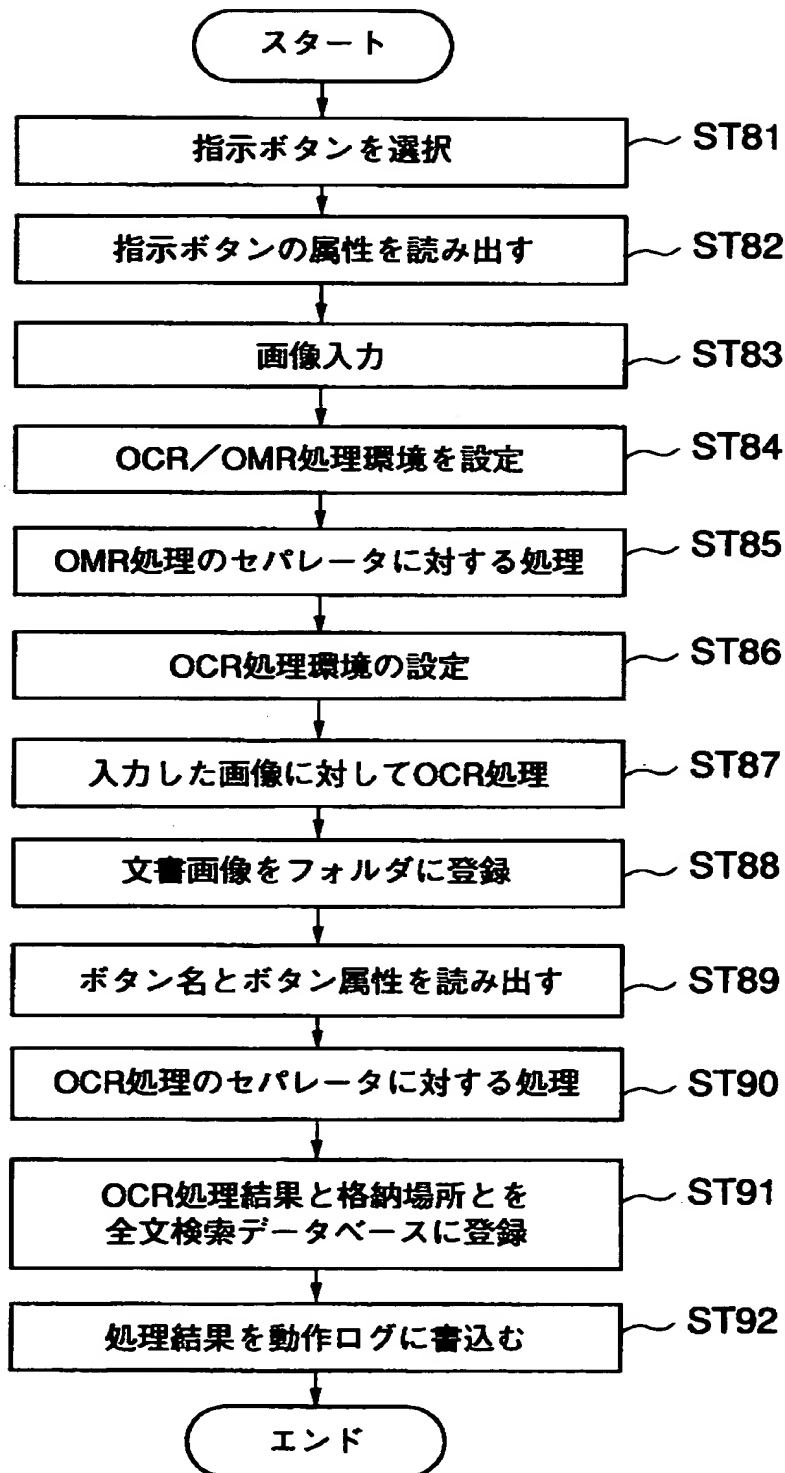 スタート
指示ボタンを選択 ST81
指示ボタンの属性を読み出す ST82
画像入力 ST83
OCR／OMR処理環境を設定 ST84
OMR処理のセパレータに対する処理 ST85
OCR処理環境の設定 ST86
入力した画像に対してOCR処理 ST87
文書画像をフォルダに登録 ST88
ボタン名とボタン属性を読み出す ST89
OCR処理のセパレータに対する処理 ST90
OCR処理結果と格納場所とを ST91
全文検索データベースに登録
処理結果を動作ログに書込む ST92
エンド